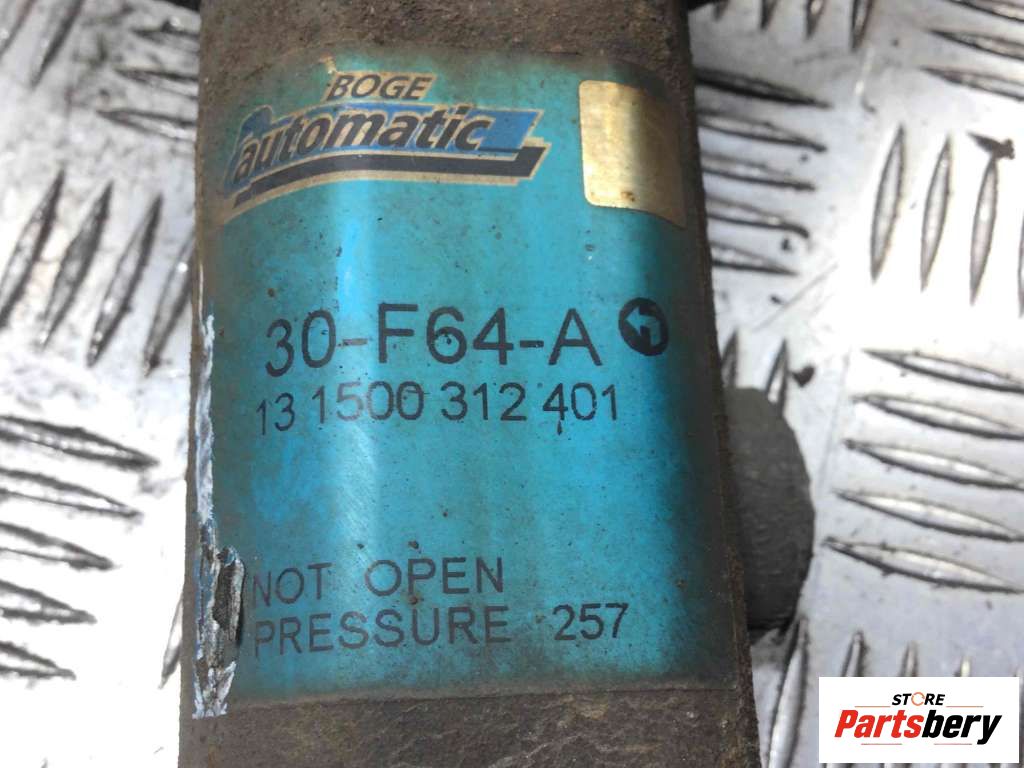 BOGE
automatic
30-F64-A
13 1500 312 401
NOT OPEN
PRESSURE 257
STORE
Partsbery